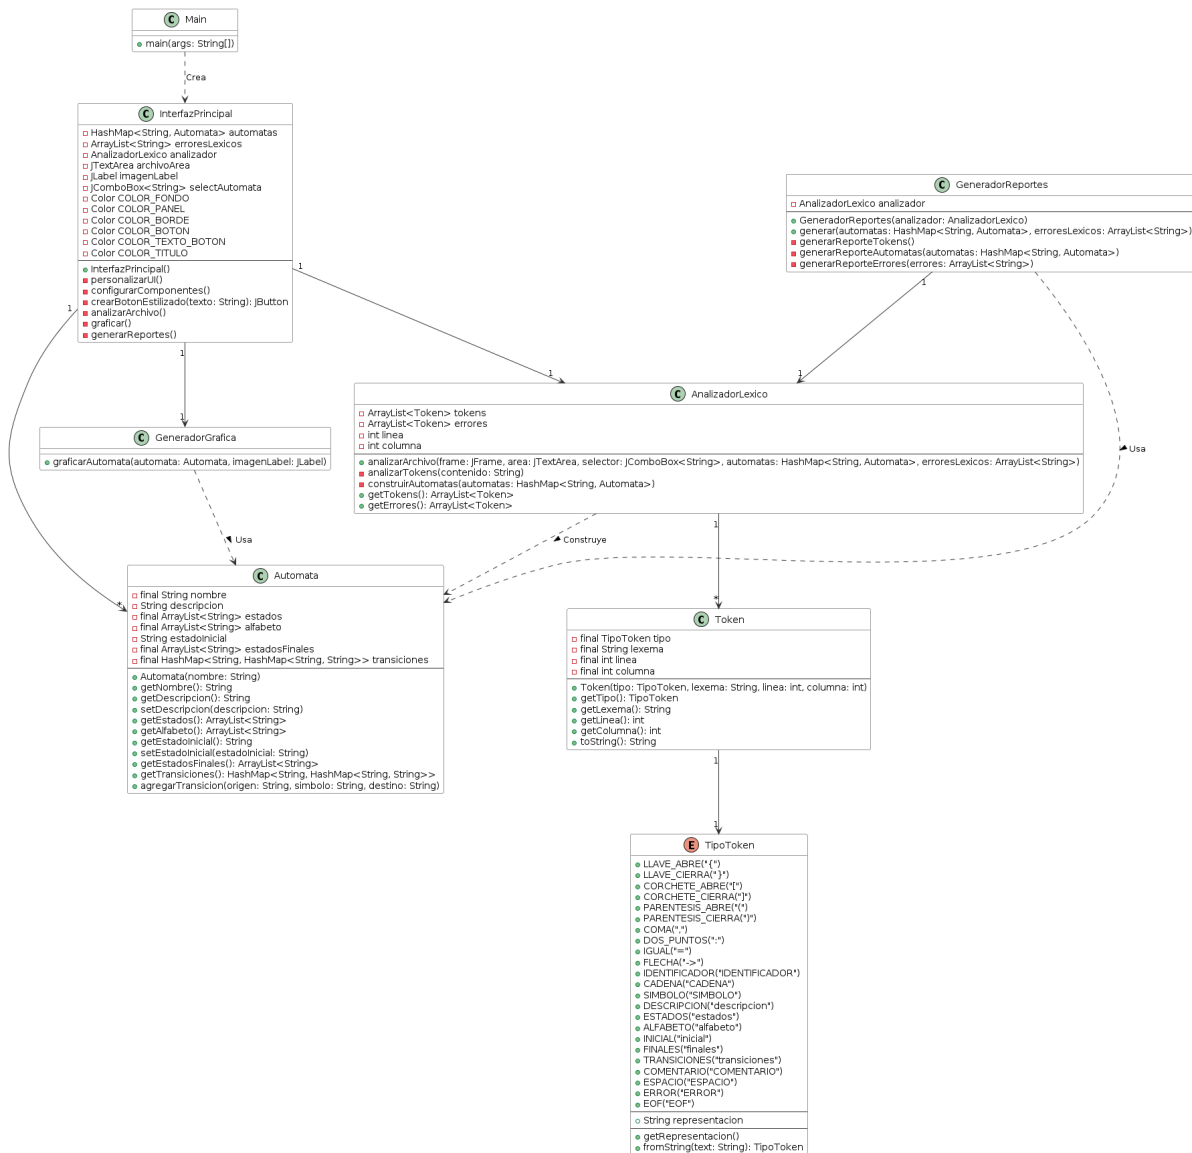 C Main
main(args: String[])
Crea
C InterfazPrincipal
HashMap<String, Automata> automatas
ArrayList<String> erroresLexicos
AnalizadorLexico analizador
JTextArea archivoArea
JLabel imagenLabel
JComboBox<String> selectAutomata
Color COLOR_FONDO
Color COLOR_PANEL
Color COLOR_BORDE
Color COLOR_BOTON
Color COLOR_TEXTO_BOTON
Color COLOR_TITULO
InterfazPrincipal()
personalizarUI()
configurarComponentes()
crearBotonEstilizado(texto: String): JButton
analizarArchivo()
graficar()
generarReportes()
1
1
1
C GeneradorReportes
AnalizadorLexico analizador
GeneradorReportes(analizador: AnalizadorLexico)
generar(automatas: HashMap<String, Automata>, erroresLexicos: ArrayList<String>)
generarReporteTokens()
generarReporteAutomatas(automatas: HashMap<String, Automata>)
generarReporteErrores(errores: ArrayList<String>)
1
1
1
1
C AnalizadorLexico
ArrayList<Token> tokens
ArrayList<Token> errores
int linea
int columna
analizarArchivo(frame: JFrame, area: JTextArea, selector: JComboBox<String>, automatas: HashMap<String, Automata>, erroresLexicos: ArrayList<String>)
analizarTokens(contenido: String)
construirAutomatas(automatas: HashMap<String, Automata>)
getTokens(): ArrayList<Token>
getErrores(): ArrayList<Token>
C GeneradorGrafica
graficarAutomata(automata: Automata, imagenLabel: JLabel)
Usa
Usa
Construye
1
*
*
C Automata
final String nombre
String descripcion
final ArrayList<String> estados
final ArrayList<String> alfabeto
String estadoInicial
final ArrayList<String> estadosFinales
final HashMap<String, HashMap<String, String>> transiciones
Automata(nombre: String)
getNombre(): String
getDescripcion(): String
setDescripcion(descripcion: String)
getEstados(): ArrayList<String>
getAlfabeto(): ArrayList<String>
getEstadoInicial(): String
setEstadoInicial(estadoInicial: String)
getEstadosFinales(): ArrayList<String>
getTransiciones(): HashMap<String, HashMap<String, String>>
agregarTransicion(origen: String, simbolo: String, destino: String)
C Token
final TipoToken tipo
final String lexema
final int linea
final int columna
Token(tipo: TipoToken, lexema: String, linea: int, columna: int)
getTipo(): TipoToken
getLexema(): String
getLinea(): int
getColumna(): int
toString(): String
1
1
E TipoToken
LLAVE_ABRE("{")
LLAVE_CIERRA("}")
CORCHETE_ABRE("[")
CORCHETE_CIERRA("]")
PARENTESIS_ABRE("(")
PARENTESIS_CIERRA(")")
COMA(",")
DOS_PUNTOS(":")
IGUAL("=")
FLECHA("->")
IDENTIFICADOR("IDENTIFICADOR")
CADENA("CADENA")
SIMBOLO("SIMBOLO")
DESCRIPCION("descripcion")
ESTADOS("estados")
ALFABETO("alfabeto")
INICIAL("inicial")
FINALES("finales")
TRANSICIONES("transiciones")
COMENTARIO("COMENTARIO")
ESPACIO("ESPACIO")
ERROR("ERROR")
EOF("EOF")
String representacion
getRepresentacion()
fromString(text: String): TipoToken